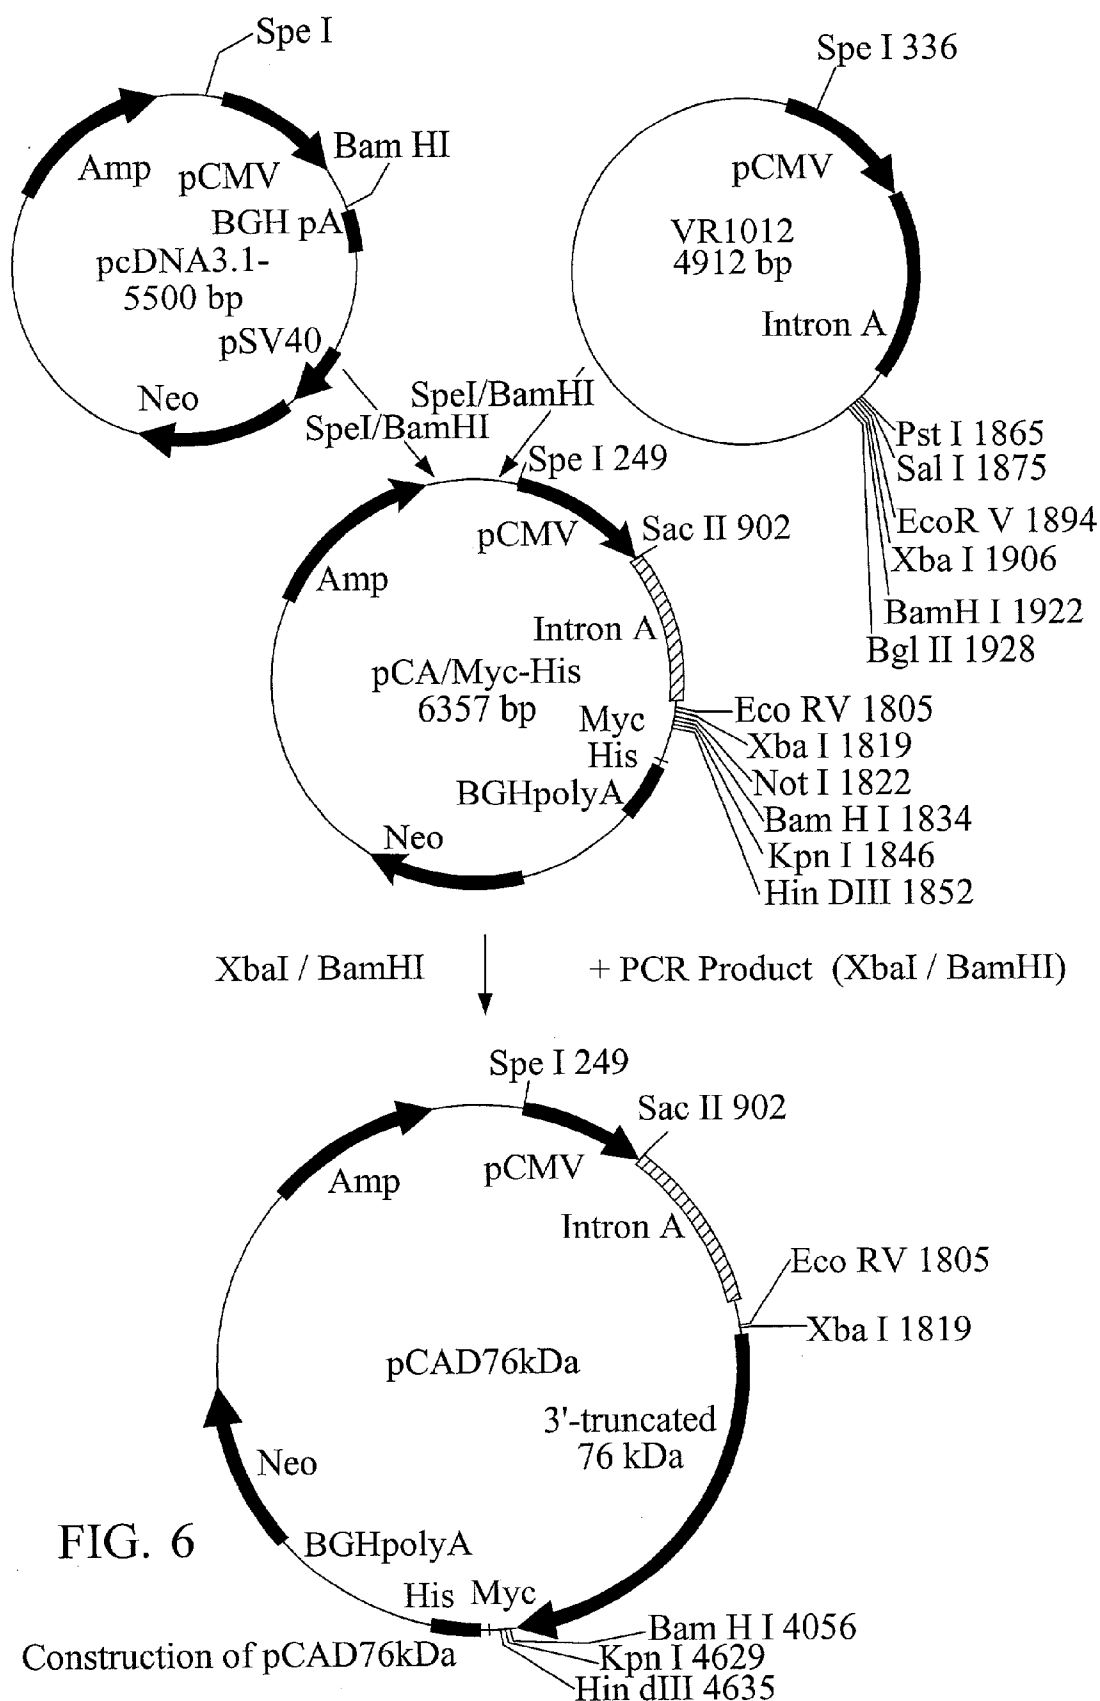 Spe I
Amp
pCMV
Bam HI
BGH pA
pcDNA3.1-
5500 bp
pSV40
Neo
SpeI/BamHI
Spe I 336
pCMV
VR1012
4912 bp
Intron A
SpeI/BamHI
Pst I 1865
Sal I 1875
EcoR V 1894
Xba I 1906
BamH I 1922
Bgl II 1928
Spe I 249
pCMV
Sac II 902
Amp
Intron A
pCA/Myc-His
6357 bp
Myc
His
BGHpolyA
Neo
Eco RV 1805
Xba I 1819
Not I 1822
Bam H I 1834
Kpn I 1846
Hin DIII 1852
XbaI / BamHI
+ PCR Product (XbaI / BamHI)
Spe I 249
Sac II 902
Amp
pCMV
Intron A
Eco RV 1805
Xba I 1819
pCAD76kDa
3'-truncated
76 kDa
Neo
BGHpolyA
His Myc
Bam H I 4056
Kpn I 4629
Hin dIII 4635
FIG. 6
Construction of pCAD76kDa